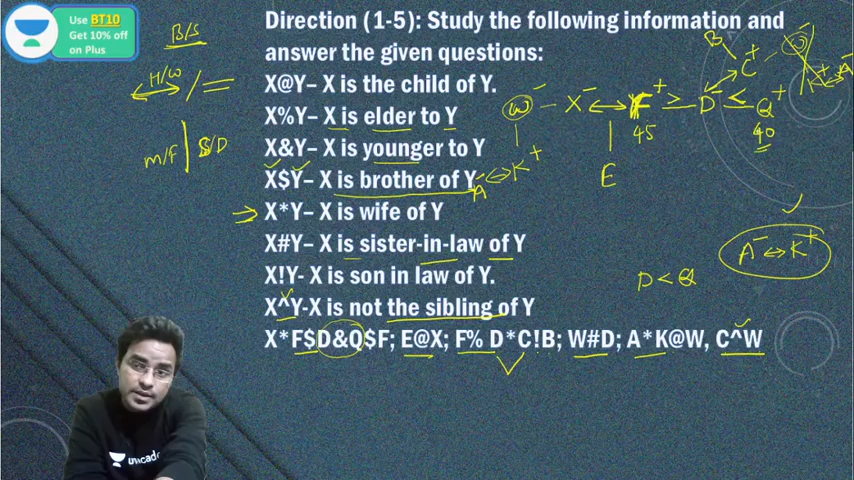 Use BT10
Get 10% off
on Plus
B/S
H/W
M/F S/D
Direction (1-5): Study the following information and
answer the given questions:
X@Y– X is the child of Y.
X%Y– X is elder to Y
X&Y– X is younger to Y
X$Y– X is brother of Y
X*Y– X is wife of Y
X#Y– X is sister-in-law of Y
X!Y- X is son in law of Y.
X^Y-X is not the sibling of Y
X*F$D&Q$F; E@X; F% D*C!B; W#D; A*K@W, C^W
B C+
W- X- F+ > D- < Q+
45 40
A- K+
E
A- K+
D < Q